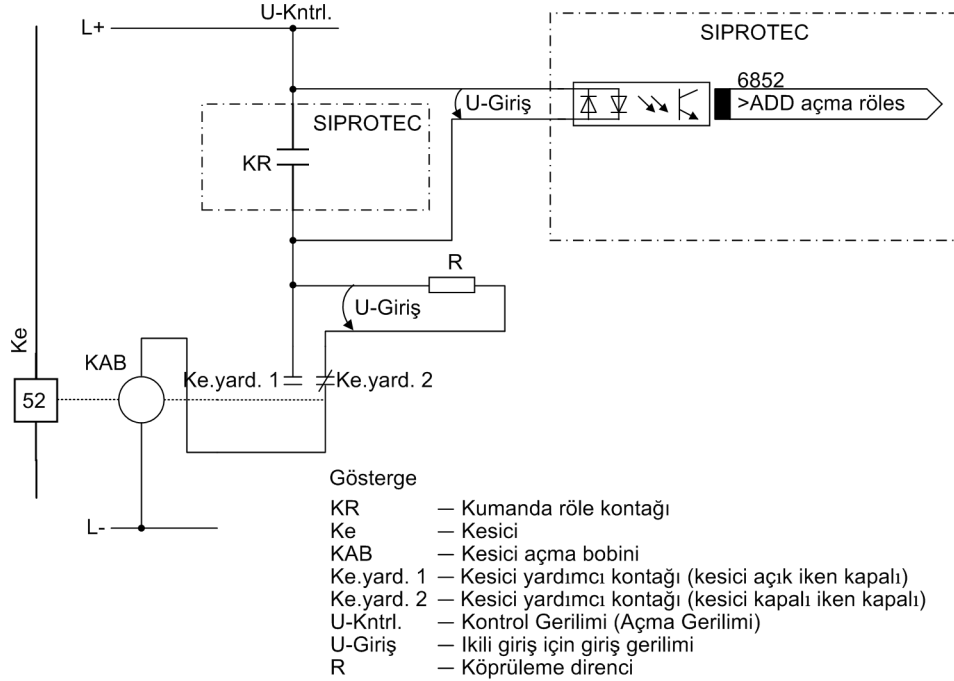 U-Kntrl.
L+
SIPROTEC
6852
>ADD açma röles
U-Giriş
SIPROTEC
KR
R
U-Giriş
Ke
KAB
Ke.yard. 1
Ke.yard. 2
52
L-
Gösterge
KR — Kumanda röle kontağı
Ke — Kesici
KAB — Kesici açma bobini
Ke.yard. 1 — Kesici yardımcı kontağı (kesici açık iken kapalı)
Ke.yard. 2 — Kesici yardımcı kontağı (kesici kapalı iken kapalı)
U-Kntrl. — Kontrol Gerilimi (Açma Gerilimi)
U-Giriş — Ikili giriş için giriş gerilimi
R — Köprüleme direnci